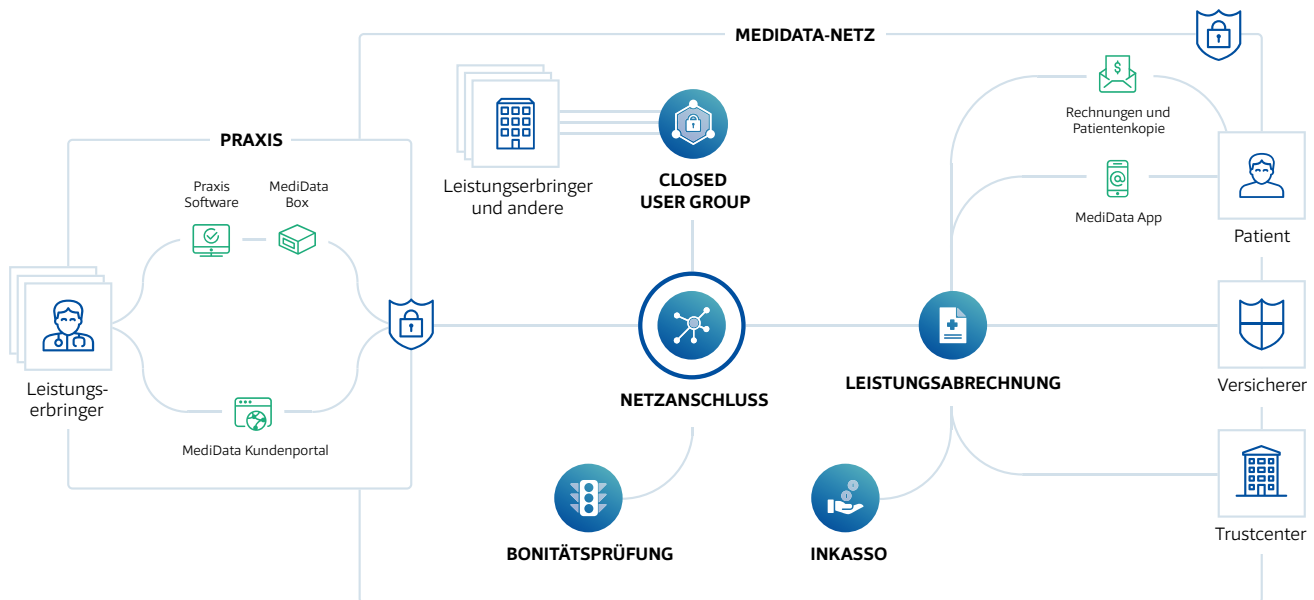 MEDIDATA-NETZ
PRAXIS
Praxis
Software
MediData
Box
Leistungs-
erbringer
MediData Kundenportal
Leistungserbringer
und andere
CLOSED
USER GROUP
NETZANSCHLUSS
BONITÄTSPRÜFUNG
LEISTUNGSABRECHNUNG
INKASSO
$
Rechnungen und
Patientenkopie
@
MediData App
Patient
Versicherer
Trustcenter